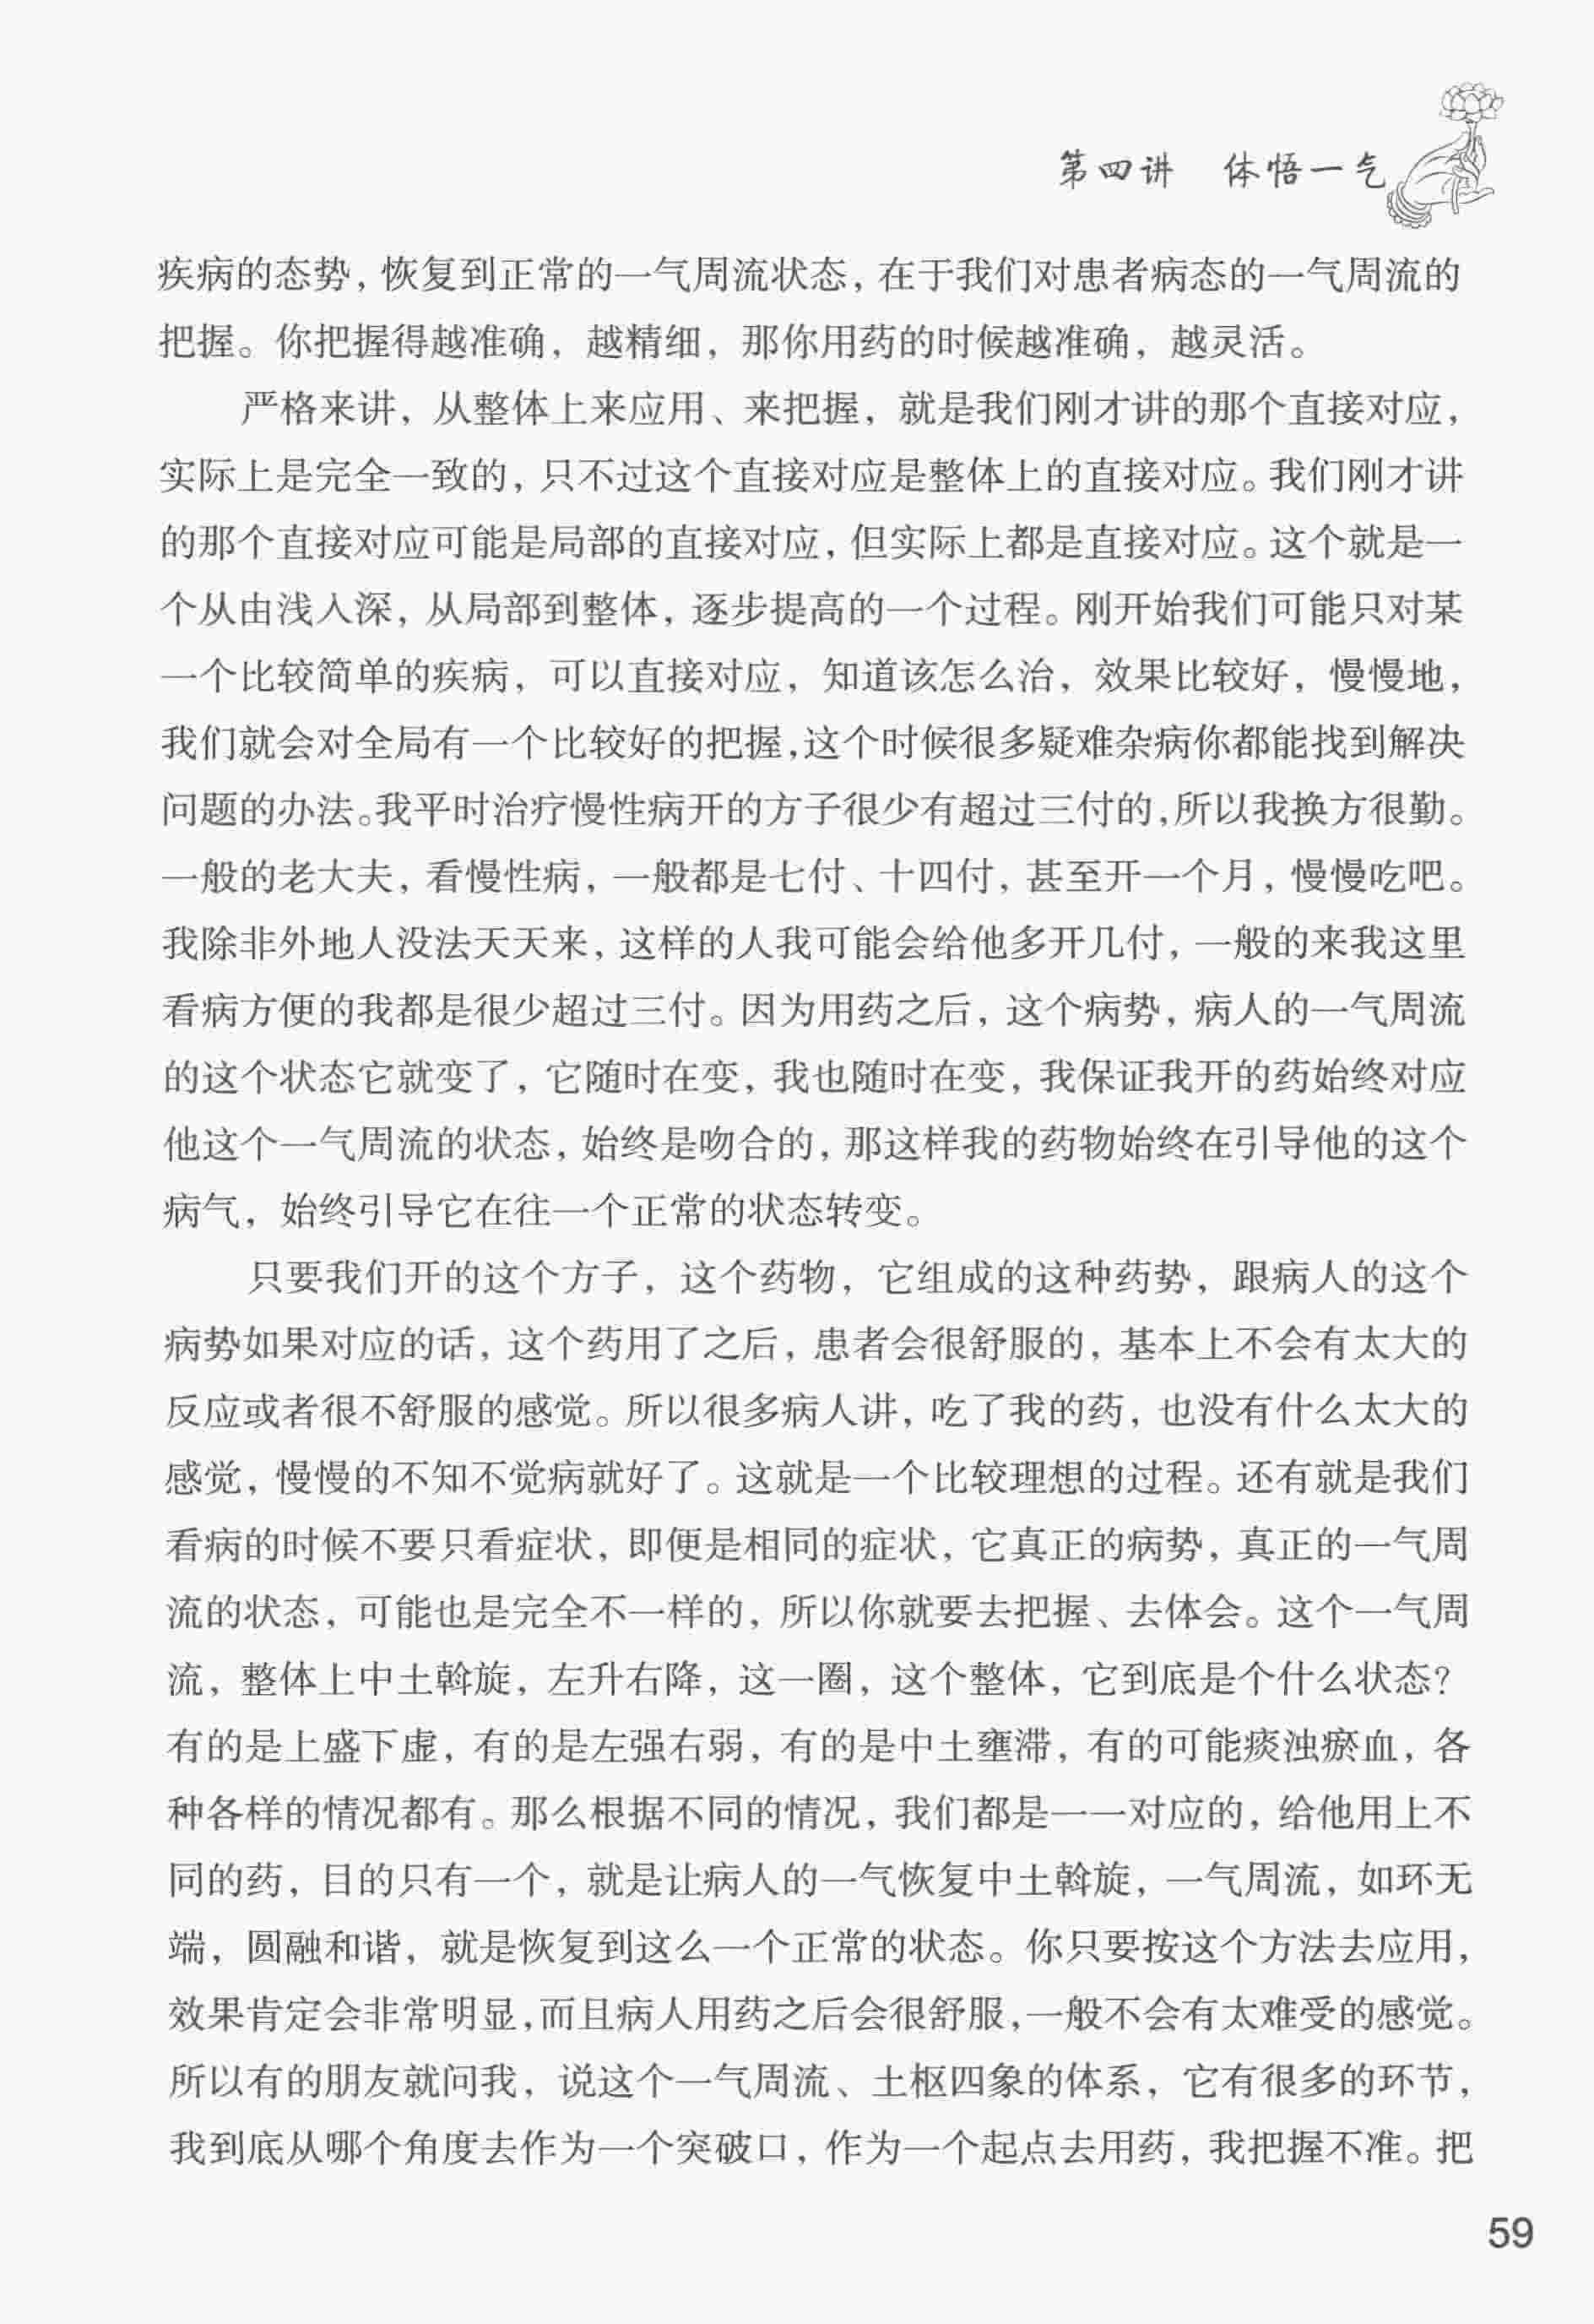 第四讲 体悟一气
疾病的态势，恢复到正常的一气周流状态，在于我们对患者病态的一气周流的
把握。你把握得越准确，越精细，那你用药的时候越准确，越灵活。
严格来讲，从整体上来应用、来把握，就是我们刚才讲的那个直接对应，
实际上是完全一致的，只不过这个直接对应是整体上的直接对应。我们刚才讲
的那个直接对应可能是局部的直接对应，但实际上都是直接对应。这个就是一
个从由浅入深，从局部到整体，逐步提高的一个过程。刚开始我们可能只对某
一个比较简单的疾病，可以直接对应，知道该怎么治，效果比较好，慢慢地，
我们就会对全局有一个比较好的把握，这个时候很多疑难杂病你都能找到解决
问题的办法。我平时治疗慢性病开的方子很少有超过三付的，所以我换方很勤。
一般的老大夫，看慢性病，一般都是七付、十四付，甚至开一个月，慢慢吃吧。
我除非外地人没法天天来，这样的人我可能会给他多开几付，一般的来我这里
看病方便的我都是很少超过三付。因为用药之后，这个病势，病人的一气周流
的这个状态它就变了，它随时在变，我也随时在变，我保证我开的药始终对应
他这个一气周流的状态，始终是吻合的，那这样我的药物始终在引导他的这个
病气，始终引导它在往一个正常的状态转变。
只要我们开的这个方子，这个药物，它组成的这种药势，跟病人的这个
病势如果对应的话，这个药用了之后，患者会很舒服的，基本上不会有太大的
反应或者很不舒服的感觉。所以很多病人讲，吃了我的药，也没有什么太大的
感觉，慢慢的不知不觉病就好了。这就是一个比较理想的过程。还有就是我们
看病的时候不要只看症状，即便是相同的症状，它真正的病势，真正的一气周
流的状态，可能也是完全不一样的，所以你就要去把握、去体会。这个一气周
流，整体上中土斡旋，左升右降，这一圈，这个整体，它到底是个什么状态？
有的是上盛下虚，有的是左强右弱，有的是中土壅滞，有的可能痰浊瘀血，各
种各样的情况都有。那么根据不同的情况，我们都是一一对应的，给他用上不
同的药，目的只有一个，就是让病人的一气恢复中土斡旋，一气周流，如环无
端，圆融和谐，就是恢复到这么一个正常的状态。你只要按这个方法去应用，
效果肯定会非常明显，而且病人用药之后会很舒服，一般不会有太难受的感觉。
所以有的朋友就问我，说这个一气周流、土枢四象的体系，它有很多的环节，
我到底从哪个角度去作为一个突破口，作为一个起点去用药，我把握不准。把
59